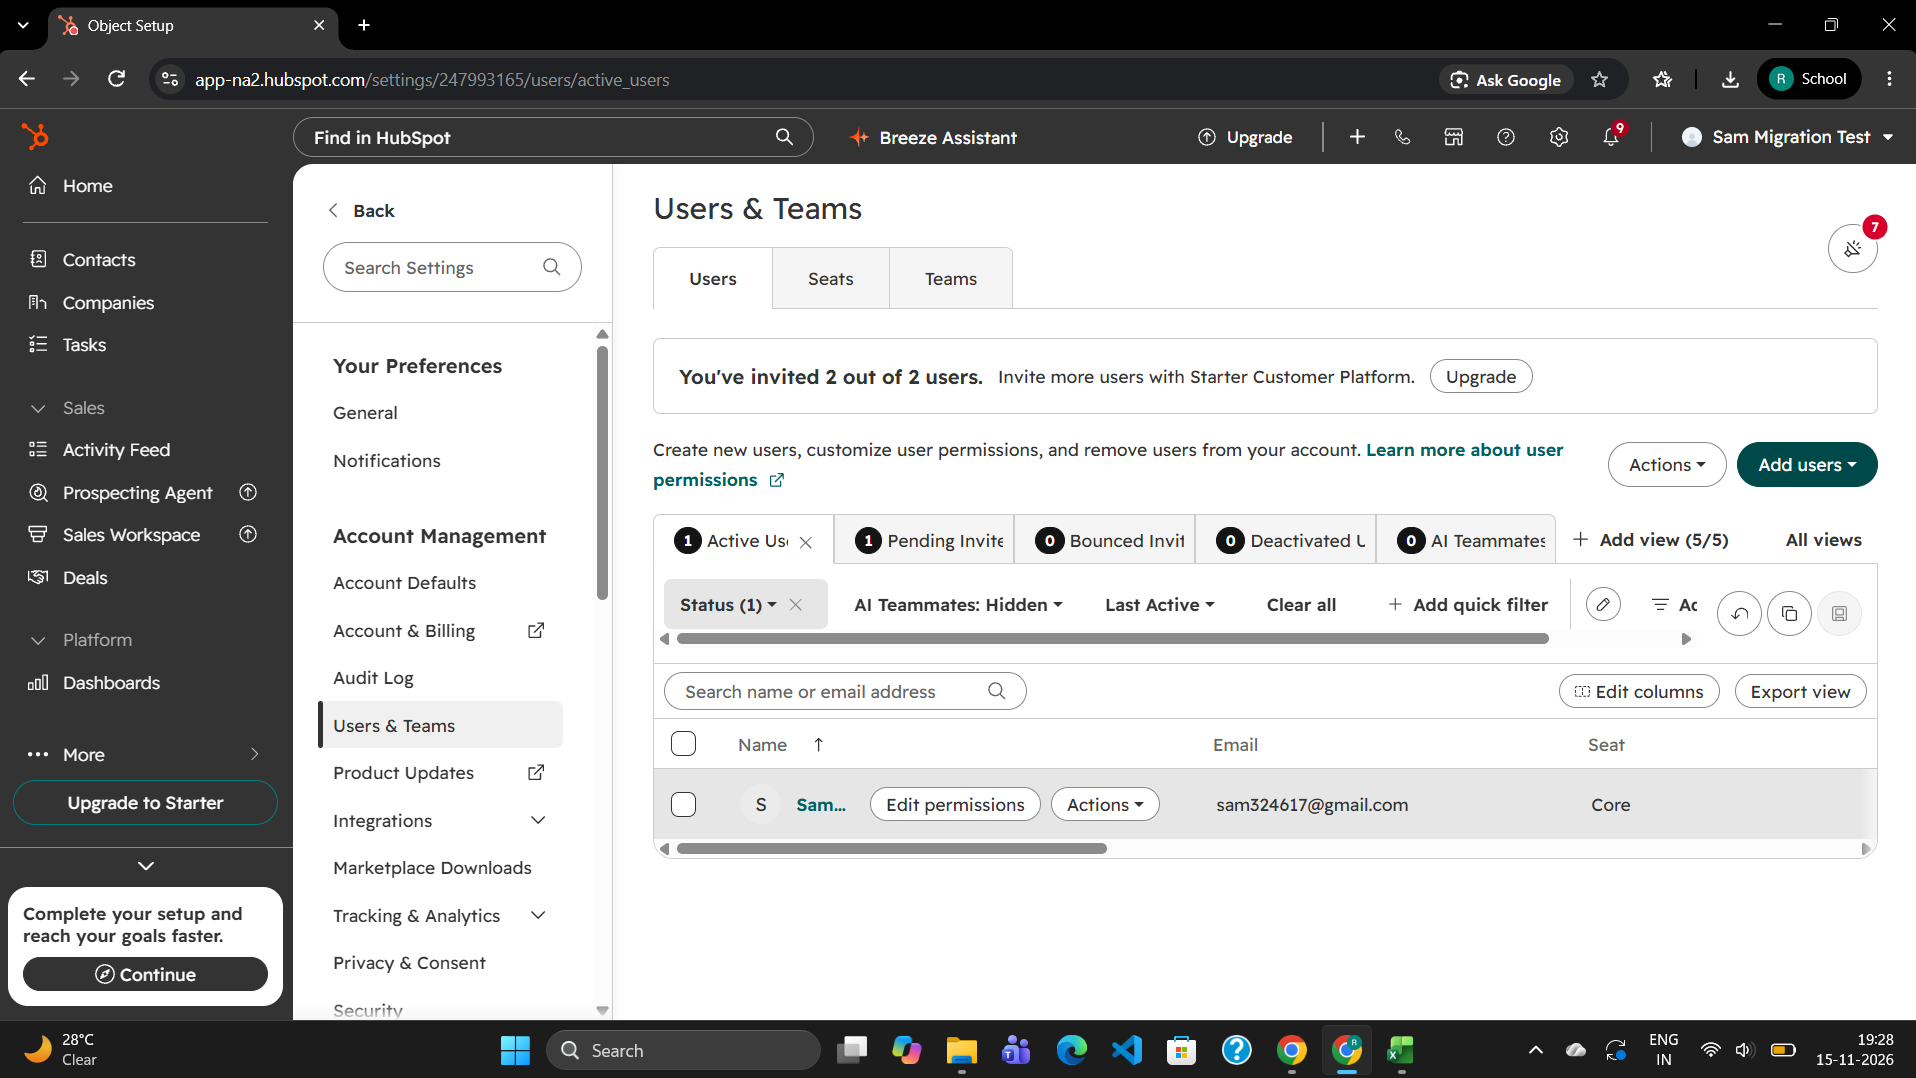 Object Setup
app-na2.hubspot.com/settings/247993165/users/active_users
Ask Google
R School
Find in HubSpot
Breeze Assistant
Upgrade
9
Sam Migration Test
Home
Contacts
Companies
Tasks
Sales
Activity Feed
Prospecting Agent
Sales Workspace
Deals
Platform
Dashboards
More
Upgrade to Starter
Complete your setup and
reach your goals faster.
Continue
Back
Search Settings
Your Preferences
General
Notifications
Account Management
Account Defaults
Account & Billing
Audit Log
Users & Teams
Product Updates
Integrations
Marketplace Downloads
Tracking & Analytics
Privacy & Consent
Security
Users & Teams
7
Users Seats Teams
You've invited 2 out of 2 users. Invite more users with Starter Customer Platform. Upgrade
Create new users, customize user permissions, and remove users from your account. Learn more about user
permissions
Actions Add users
1 Active Us 1 Pending Invite 0 Bounced Invit 0 Deactivated U 0 AI Teammates + Add view (5/5) All views
Status (1) AI Teammates: Hidden Last Active Clear all + Add quick filter
Search name or email address Edit columns Export view
Name Email Seat
S Sam... Edit permissions Actions sam324617@gmail.com Core
28°C
Clear
Search
ENG
IN
19:28
15-11-2026